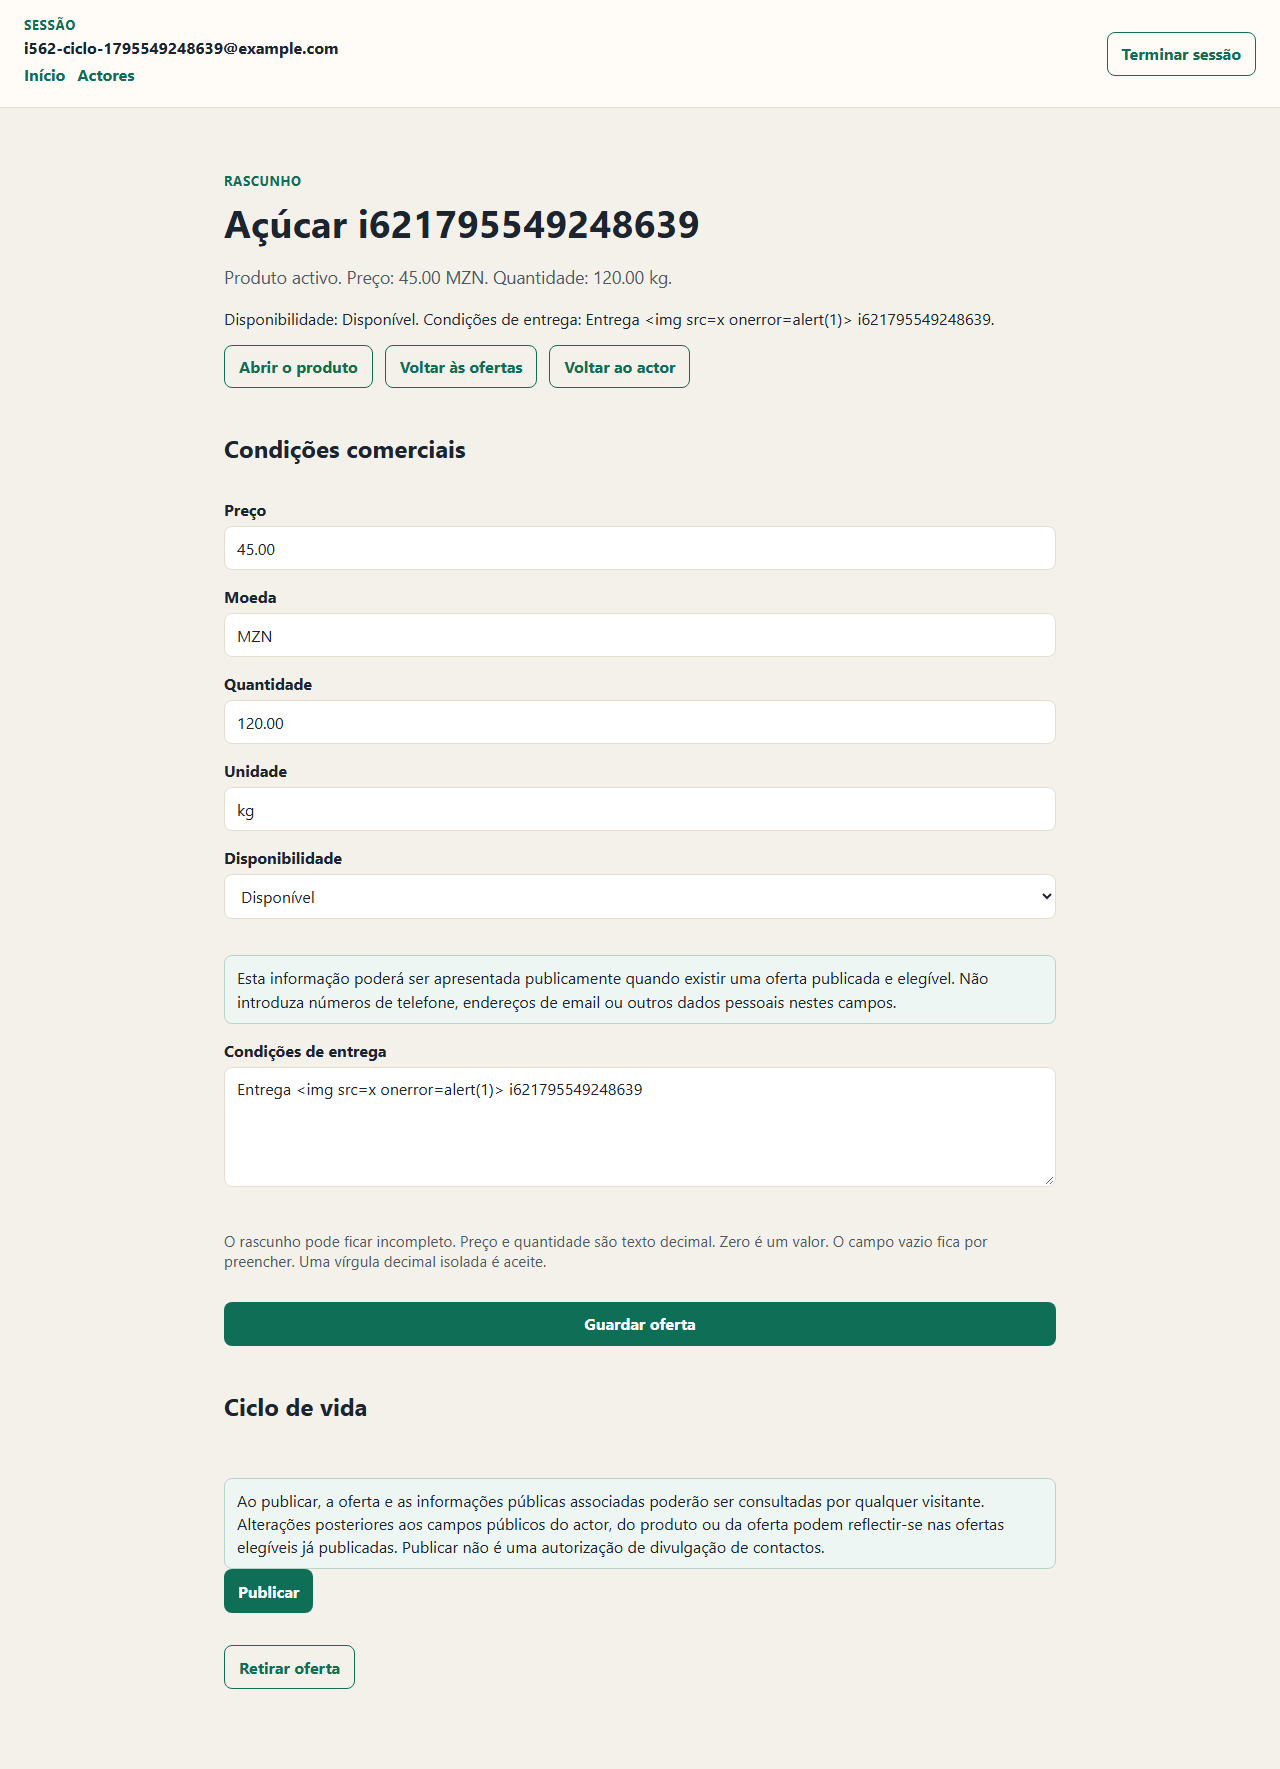 SESSÃO
i562-ciclo-1795549248639@example.com
Início Actores
Terminar sessão
RASCUNHO
Açúcar i621795549248639
Produto activo. Preço: 45.00 MZN. Quantidade: 120.00 kg.
Disponibilidade: Disponível. Condições de entrega: Entrega <img src=x onerror=alert(1)> i621795549248639.
Abrir o produto
Voltar às ofertas
Voltar ao actor
Condições comerciais
Preço
45.00
Moeda
MZN
Quantidade
120.00
Unidade
kg
Disponibilidade
Disponível
Esta informação poderá ser apresentada publicamente quando existir uma oferta publicada e elegível. Não
introduza números de telefone, endereços de email ou outros dados pessoais nestes campos.
Condições de entrega
Entrega <img src=x onerror=alert(1)> i621795549248639
O rascunho pode ficar incompleto. Preço e quantidade são texto decimal. Zero é um valor. O campo vazio fica por
preencher. Uma vírgula decimal isolada é aceite.
Guardar oferta
Ciclo de vida
Ao publicar, a oferta e as informações públicas associadas poderão ser consultadas por qualquer visitante.
Alterações posteriores aos campos públicos do actor, do produto ou da oferta podem reflectir-se nas ofertas
elegíveis já publicadas. Publicar não é uma autorização de divulgação de contactos.
Publicar
Retirar oferta